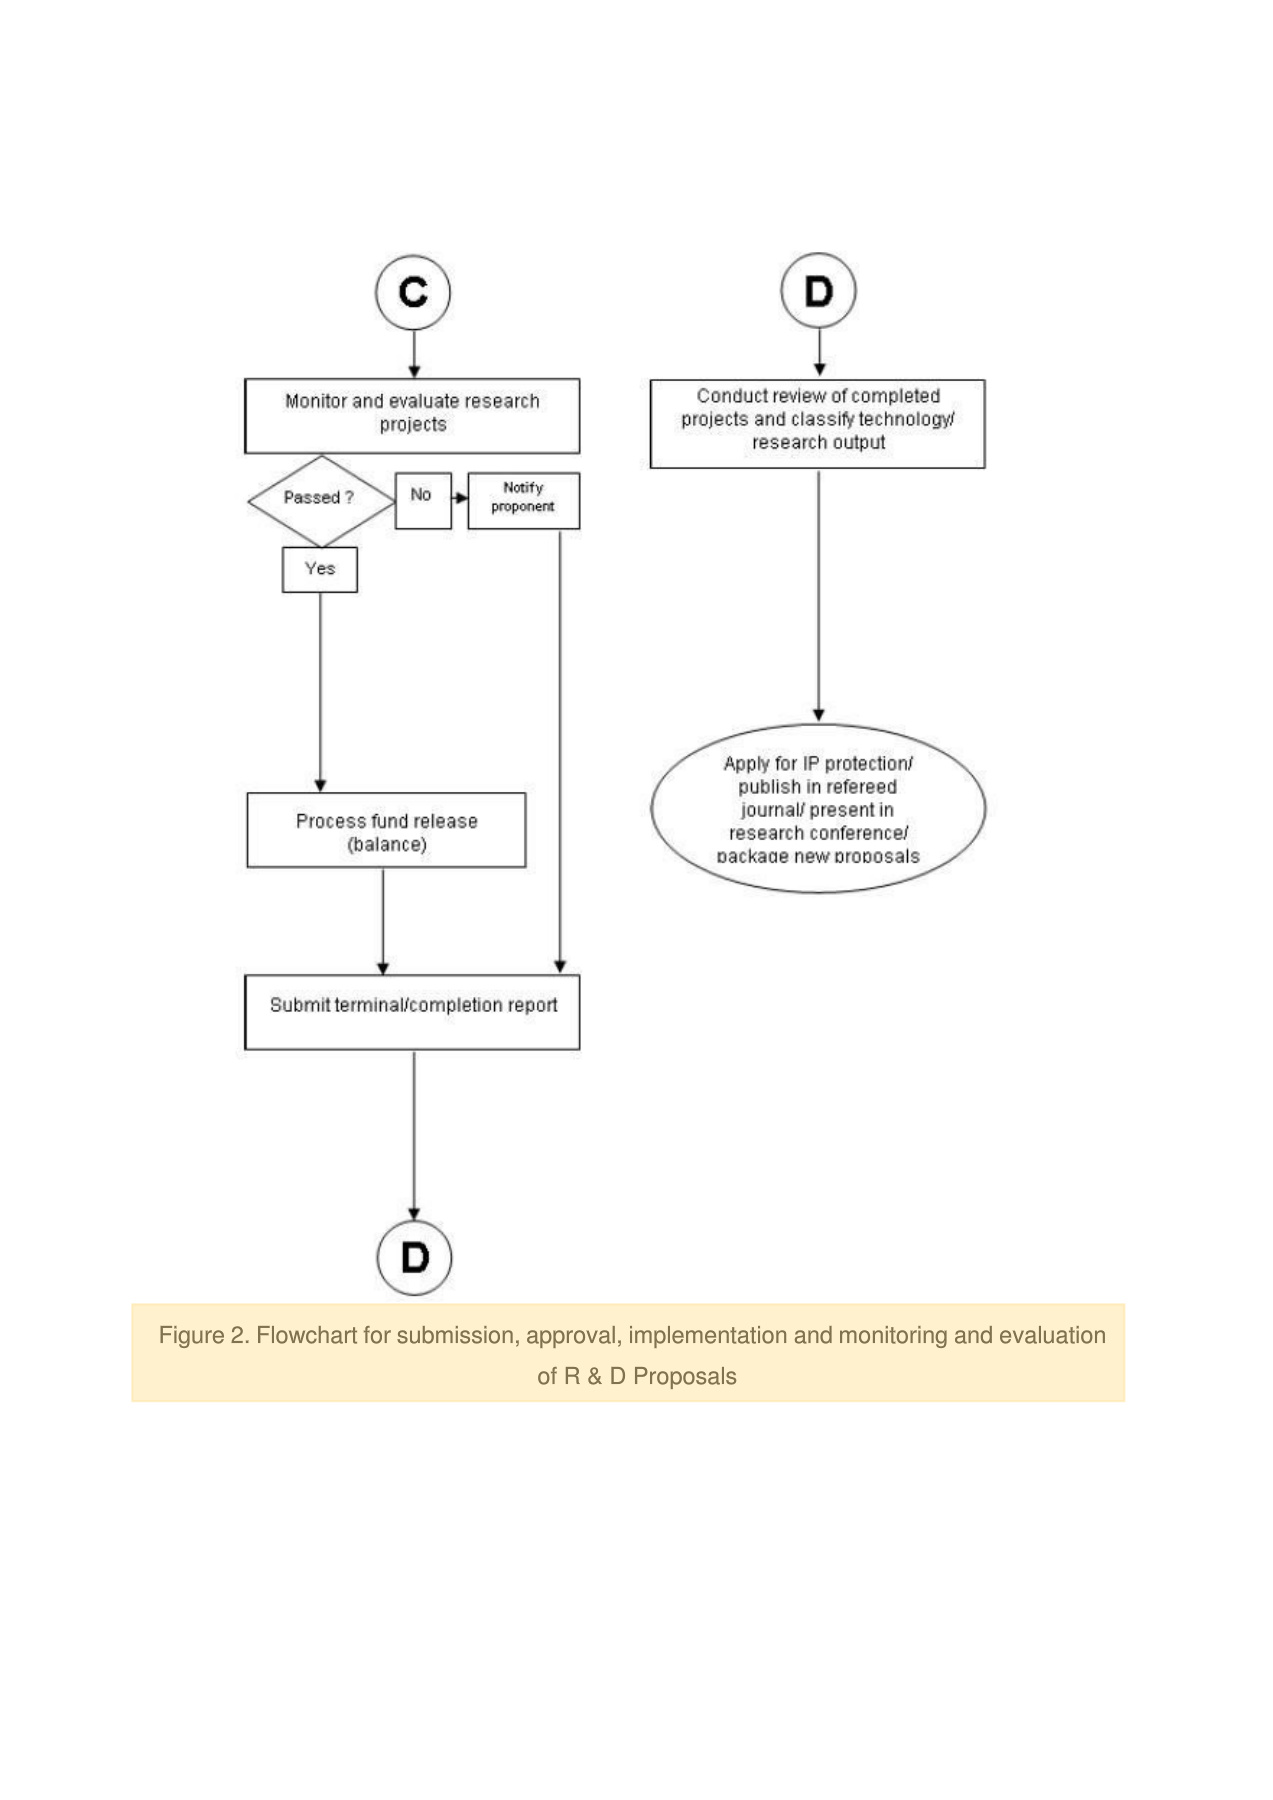 C
Monitor and evaluate research
projects
Passed ?
No
Notify
proponent
Yes
Process fund release
(balance)
Submit terminal/completion report
D
D
Conduct review of completed
projects and classify technology/
research output
Apply for IP protection/
publish in refereed
journal/ present in
research conference/
package new proposals
Figure 2. Flowchart for submission, approval, implementation and monitoring and evaluation
of R & D Proposals